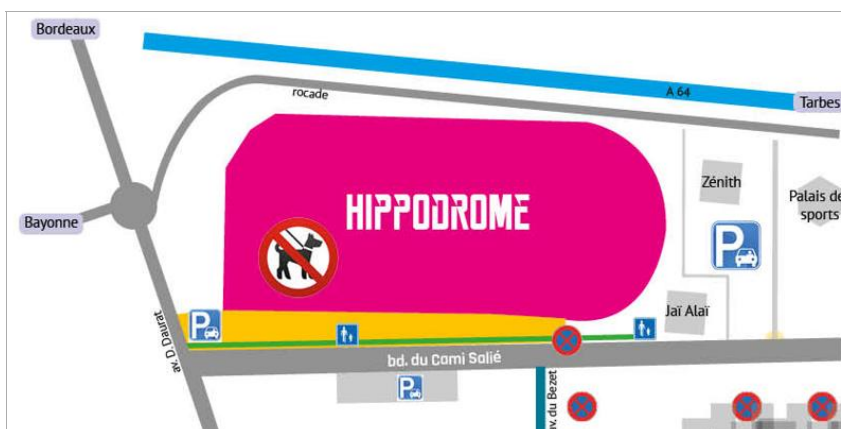 Bordeaux
rocade
A 64
Tarbes
Zénith
HIPPODROME
Palais de
sports
Bayonne
P
P
Jaï Alaï
av. D. Daurat
bd. du Cami Salié
P
du Bezet